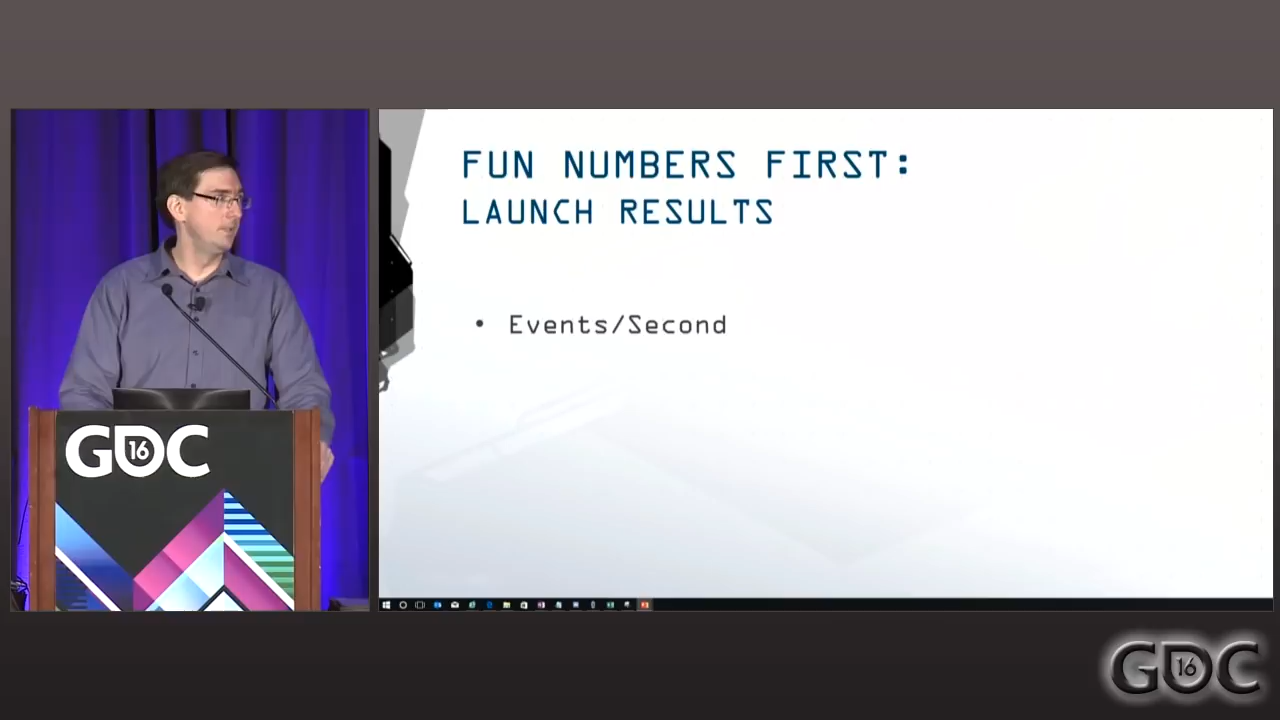 FUN NUMBERS FIRST:
LAUNCH RESULTS
• Events/Second
GDC 16
GDC 16